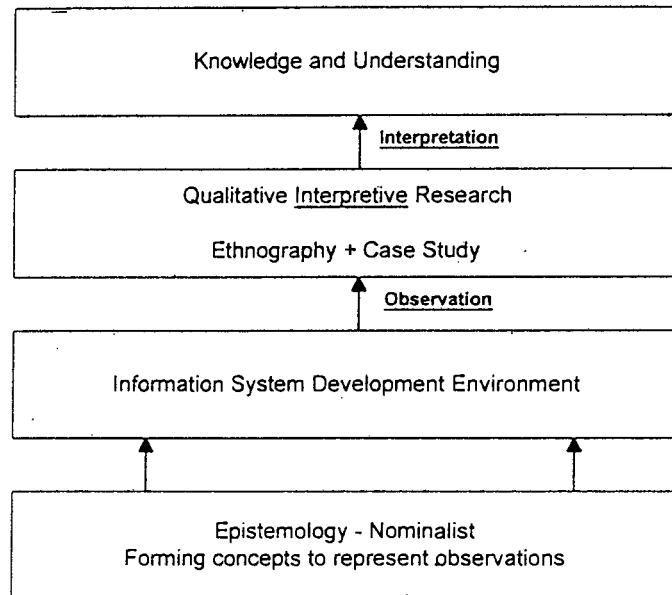 Knowledge and Understanding
Interpretation
Qualitative Interpretive Research
Ethnography + Case Study
Observation
Information System Development Environment
Epistemology - Nominalist
Forming concepts to represent observations